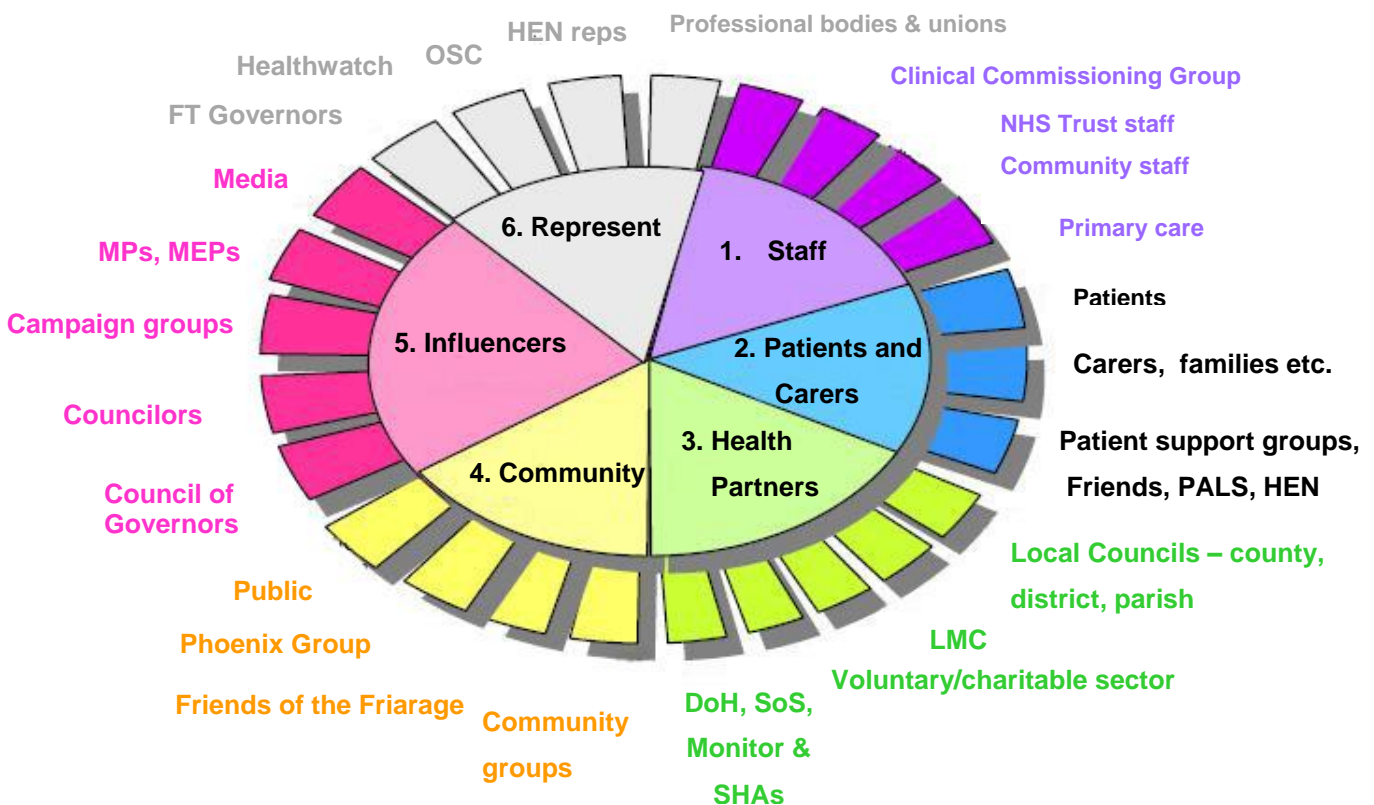 HEN reps
Professional bodies & unions
OSC
Healthwatch
FT Governors
Media
MPs, MEPs
Campaign groups
Councilors
Council of
Governors
Clinical Commissioning Group
NHS Trust staff
Community staff
Primary care
Patients
Carers, families etc.
Patient support groups,
Friends, PALS, HEN
Local Councils – county,
district, parish
LMC
Voluntary/charitable sector
DoH, SoS,
Monitor &
SHAs
Public
Phoenix Group
Friends of the Friarage
Community
groups
6. Represent
1. Staff
5. Influencers
2. Patients and
Carers
4. Community
3. Health
Partners